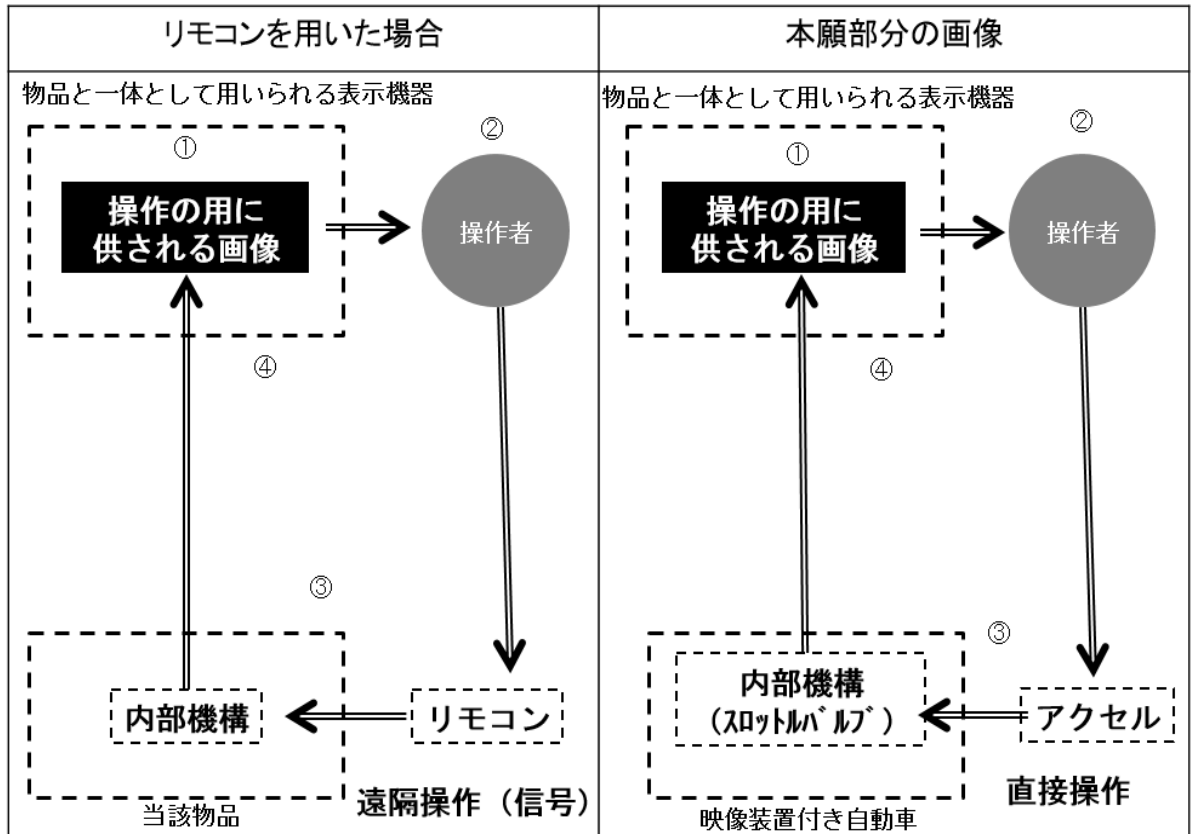 リモコンを用いた場合
物品と一体として用いられる表示機器
①
②
操作の用に
供される画像
操作者
④
③
内部機構
リモコン
遠隔操作（信号）
当該物品
本願部分の画像
物品と一体として用いられる表示機器
①
②
操作の用に
供される画像
操作者
④
③
内部機構
（ｽﾛｯﾄﾙﾊﾞﾙﾌﾞ）
アクセル
直接操作
映像装置付き自動車